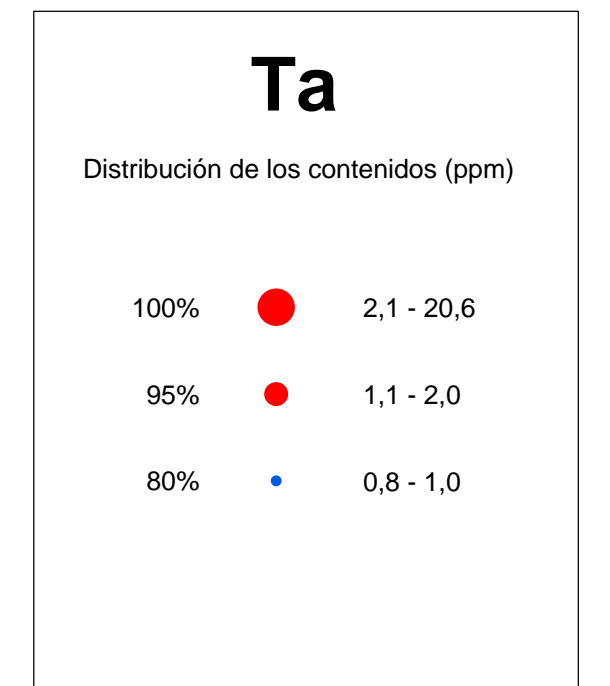 Ta
Distribución de los contenidos (ppm)
100% 2,1 - 20,6
95% 1,1 - 2,0
80% 0,8 - 1,0